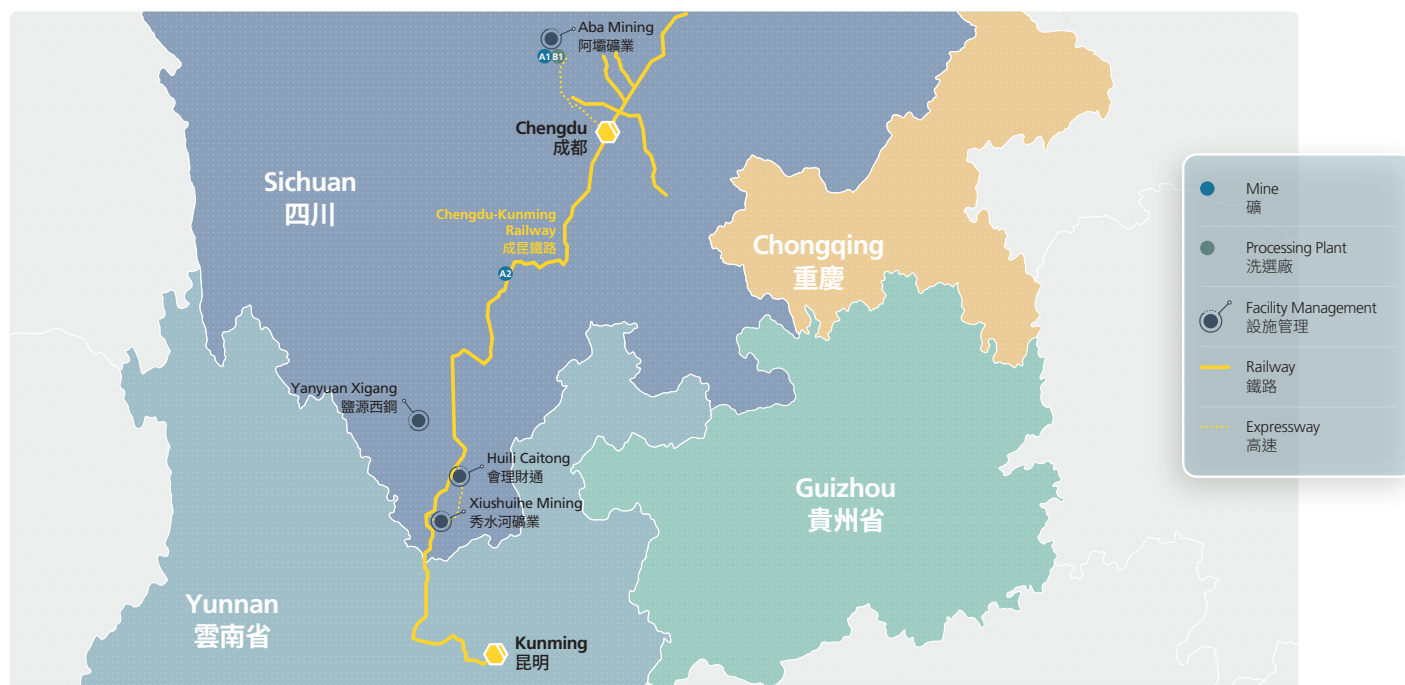 Aba Mining
阿壩礦業
A1 B1
Chengdu
成都
Sichuan
四川
Chengdu-Kunming
Railway
成昆鐵路
A2
Chongqing
重慶
Yanyuan Xigang
鹽源西鋼
Huili Caitong
會理財通
Xiushuihe Mining
秀水河礦業
Guizhou
貴州省
Yunnan
雲南省
Kunming
昆明
Mine
礦
Processing Plant
洗選廠
Facility Management
設施管理
Railway
鐵路
Expressway
高速